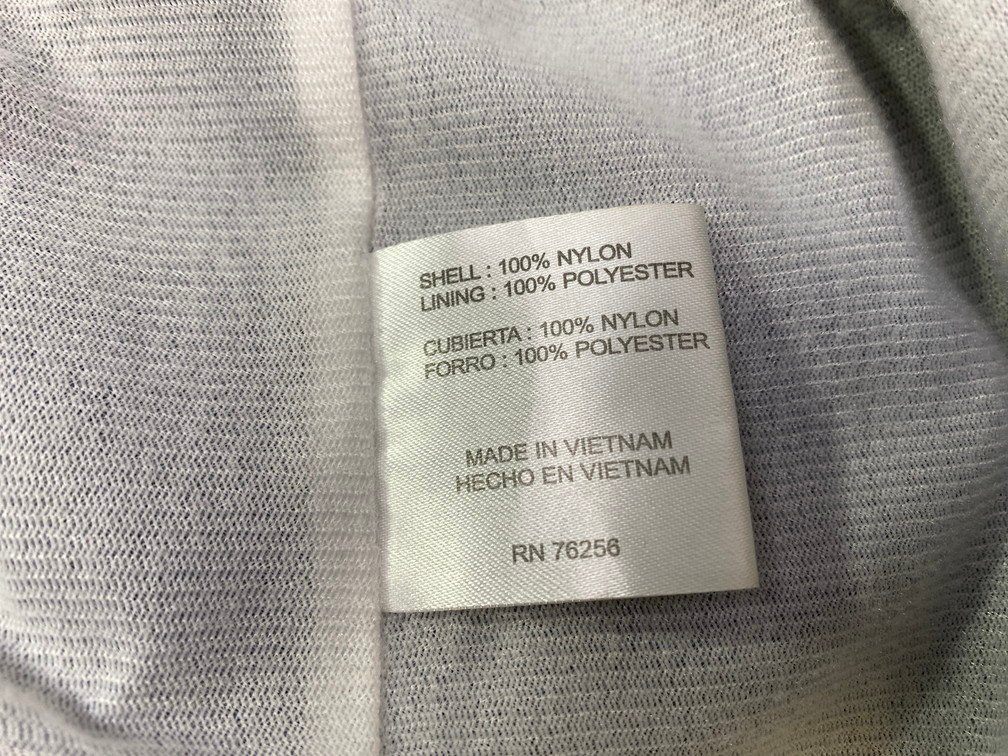 SHELL : 100% NYLON
LINING : 100% POLYESTER
CUBIERTA : 100% NYLON
FORRO : 100% POLYESTER
MADE IN VIETNAM
HECHO EN VIETNAM
RN 76256